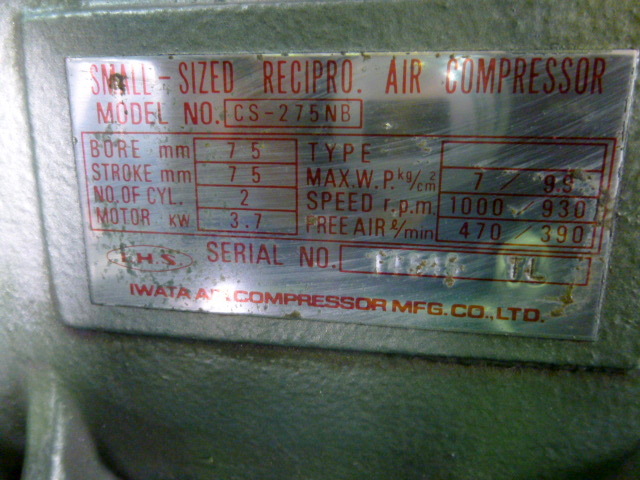 SMALL-SIZED RECIPRO. AIR COMPRESSOR
MODEL NO. CS-275NB
BORE mm 75
STROKE mm 75
NO. OF CYL. 2
MOTOR kW 3.7
TYPE
MAX. W. P. kg/cm² 7 / 9.9
SPEED r.p.m. 1000 / 930
FREE AIR ℓ/min 470 / 390
I.H.S. SERIAL NO.
IWATA AIR COMPRESSOR MFG. CO., LTD.